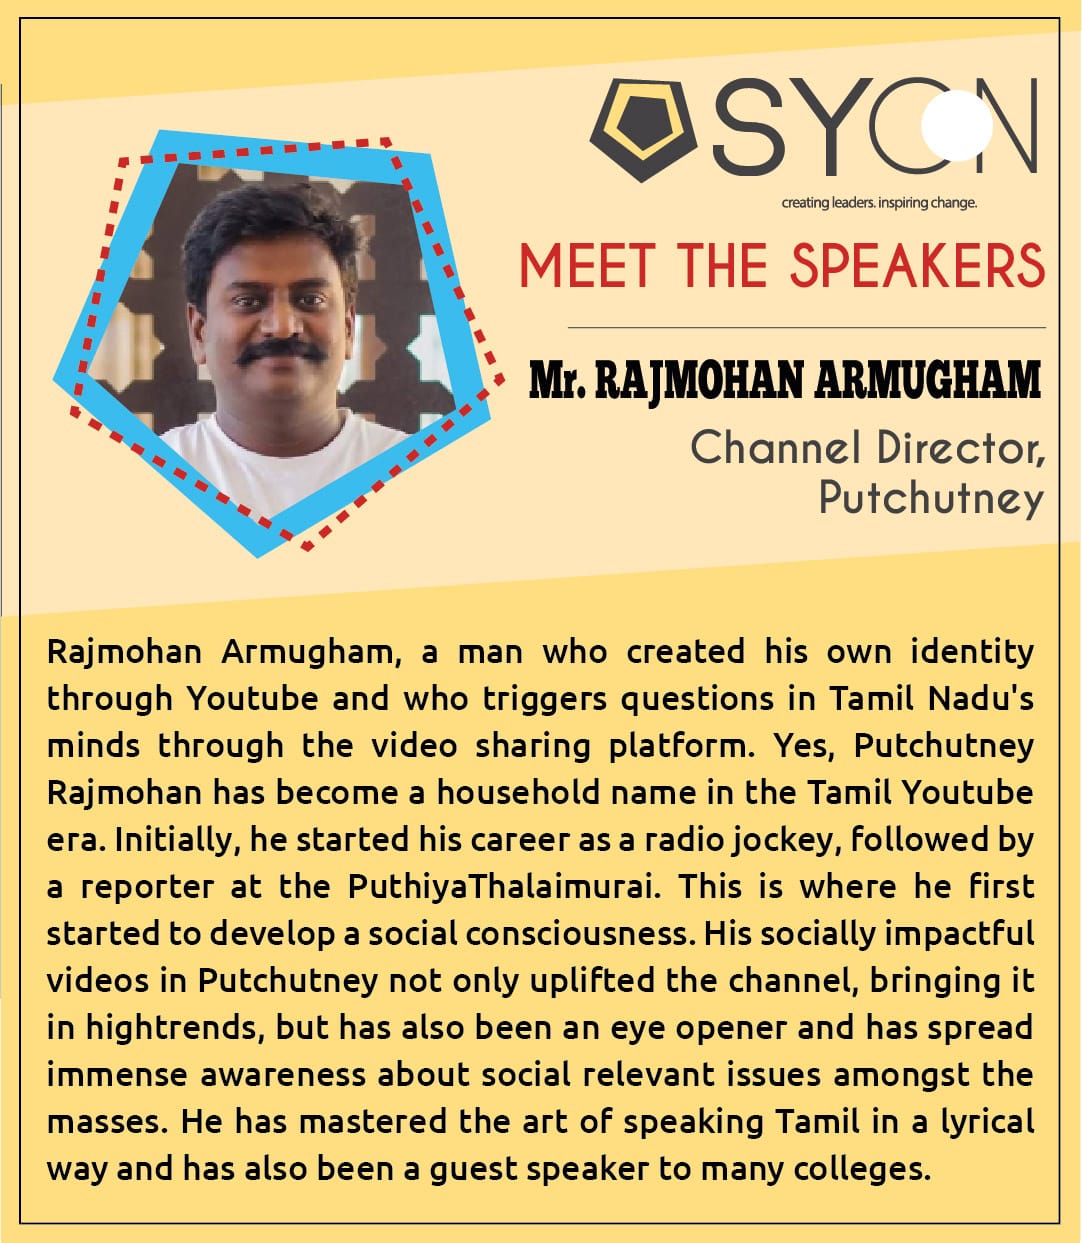 SYON
creating leaders. inspiring change.
MEET THE SPEAKERS
Mr. RAJMOHAN ARMUGHAM
Channel Director,
Putchutney
Rajmohan Armugham, a man who created his own identity
through Youtube and who triggers questions in Tamil Nadu's
minds through the video sharing platform. Yes, Putchutney
Rajmohan has become a household name in the Tamil Youtube
era. Initially, he started his career as a radio jockey, followed by
a reporter at the PuthiyaThalaimurai. This is where he first
started to develop a social consciousness. His socially impactful
videos in Putchutney not only uplifted the channel, bringing it
in hightrends, but has also been an eye opener and has spread
immense awareness about social relevant issues amongst the
masses. He has mastered the art of speaking Tamil in a lyrical
way and has also been a guest speaker to many colleges.